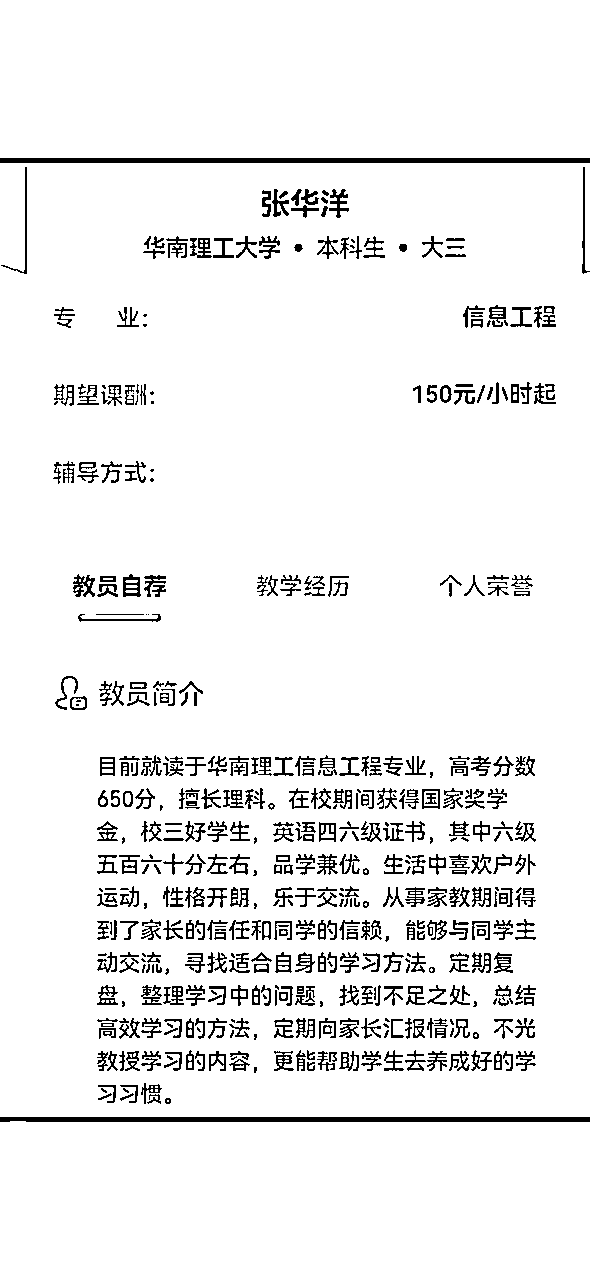 张华洋
华南理工大学 • 本科生 • 大三
专 业: 信息工程
期望课酬: 150元/小时起
辅导方式:
教员自荐 教学经历 个人荣誉
教员简介
目前就读于华南理工信息工程专业，高考分数
650分，擅长理科。在校期间获得国家奖学
金，校三好学生，英语四六级证书，其中六级
五百六十分左右，品学兼优。生活中喜欢户外
运动，性格开朗，乐于交流。从事家教期间得
到了家长的信任和同学的信赖，能够与同学主
动交流，寻找适合自身的学习方法。定期复
盘，整理学习中的问题，找到不足之处，总结
高效学习的方法，定期向家长汇报情况。不光
教授学习的内容，更能帮助学生去养成好的学
习习惯。